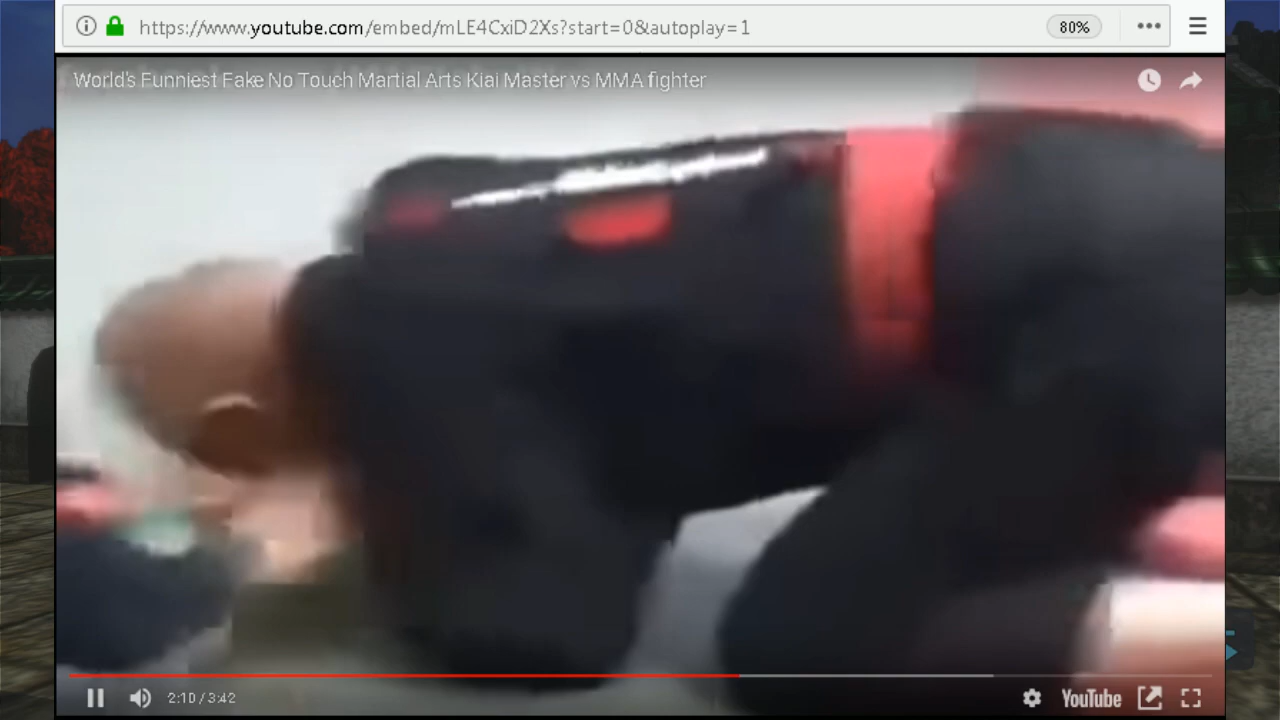 https://www.youtube.com/embed/mLE4CxiD2Xs?start=0&autoplay=1
80%
World's Funniest Fake No Touch Martial Arts Kiai Master vs MMA fighter
2:10 / 3:42
YouTube